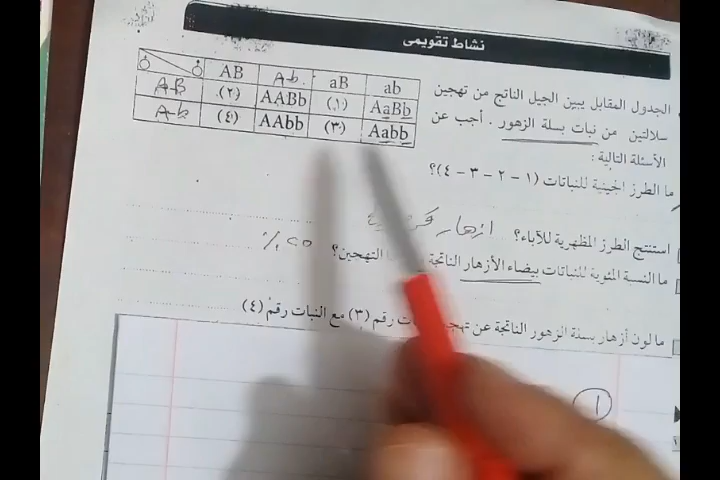 نشاط تقويمى
الجدول المقابل يبين الجيل الناتج من تهجين
سلالتين من نبات بسلة الزهور. أجب عن
الأسئلة التالية:
AB Ab aB ab
AB (٢) AABb (١) AaBb
Ab (٤) AAbb (٣) Aabb
ما الطرز الجينية للنباتات (١ - ٢ - ٣ - ٤)؟
استنتج الطرز المظهرية للآباء؟ ازهار
ما النسبة المئوية للنباتات بيضاء الأزهار الناتجة التهجين؟ ٢٥٪
ما لون أزهار بسلة الزهور الناتجة عن رقم (٣) مع النبات رقم (٤)
١